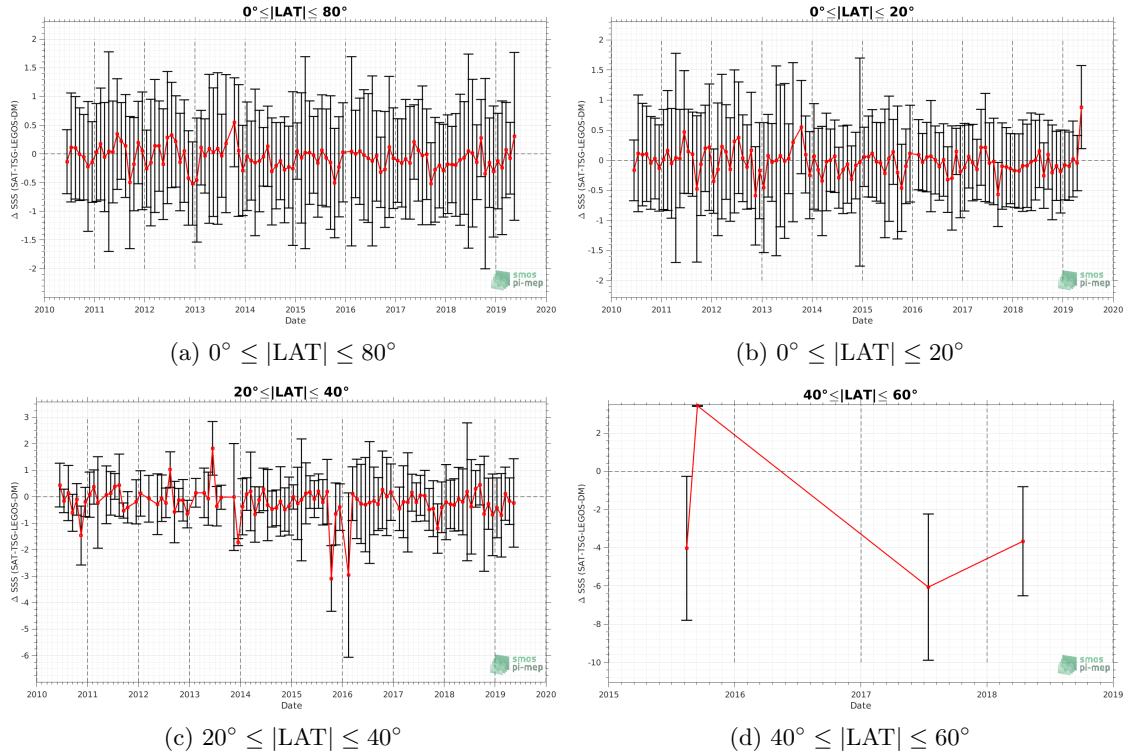 0°≤|LAT|≤ 80°
Δ SSS (SAT-TSG-LEGOS-DM)
2
1.5
1
0.5
0
-0.5
-1
-1.5
-2
2010 2011 2012 2013 2014 2015 2016 2017 2018 2019 2020
Date
smos
pi-mep
(a) 0° ≤ |LAT| ≤ 80°
0°≤|LAT|≤ 20°
Δ SSS (SAT-TSG-LEGOS-DM)
2
1.5
1
0.5
0
-0.5
-1
-1.5
-2
2010 2011 2012 2013 2014 2015 2016 2017 2018 2019 2020
Date
smos
pi-mep
(b) 0° ≤ |LAT| ≤ 20°
20°≤|LAT|≤ 40°
Δ SSS (SAT-TSG-LEGOS-DM)
3
2
1
0
-1
-2
-3
-4
-5
-6
-7
2010 2011 2012 2013 2014 2015 2016 2017 2018 2019 2020
Date
smos
pi-mep
(c) 20° ≤ |LAT| ≤ 40°
40°≤|LAT|≤ 60°
Δ SSS (SAT-TSG-LEGOS-DM)
2
0
-2
-4
-6
-8
-10
2015 2016 2017 2018 2019
Date
smos
pi-mep
(d) 40° ≤ |LAT| ≤ 60°